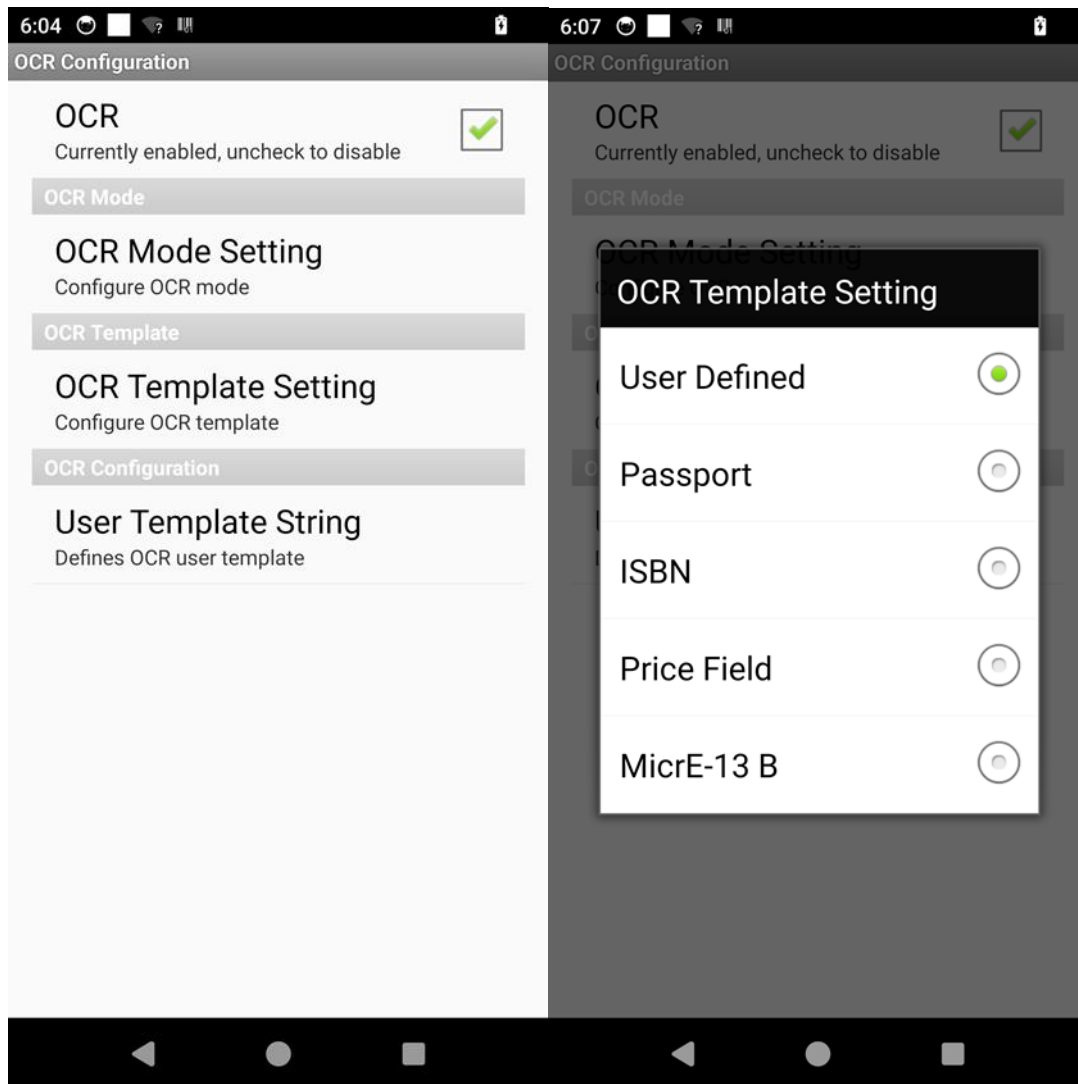 6:04
OCR Configuration
OCR
Currently enabled, uncheck to disable
OCR Mode
OCR Mode Setting
Configure OCR mode
OCR Template
OCR Template Setting
Configure OCR template
OCR Configuration
User Template String
Defines OCR user template
6:07
OCR Configuration
OCR
Currently enabled, uncheck to disable
OCR Mode
OCR Mode Setting
OCR Template Setting
User Defined
Passport
ISBN
Price Field
MicrE-13 B